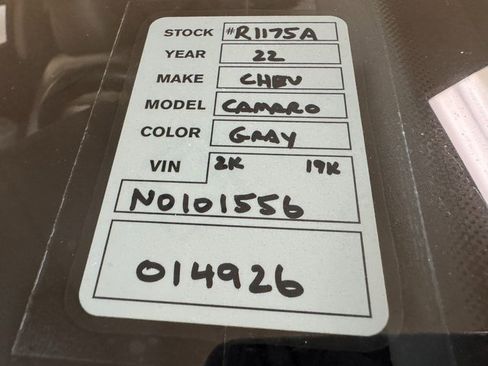 STOCK #R1175A
YEAR 22
MAKE CHEV
MODEL CAMARO
COLOR GRAY
VIN 2K 19K
N0101556
014926